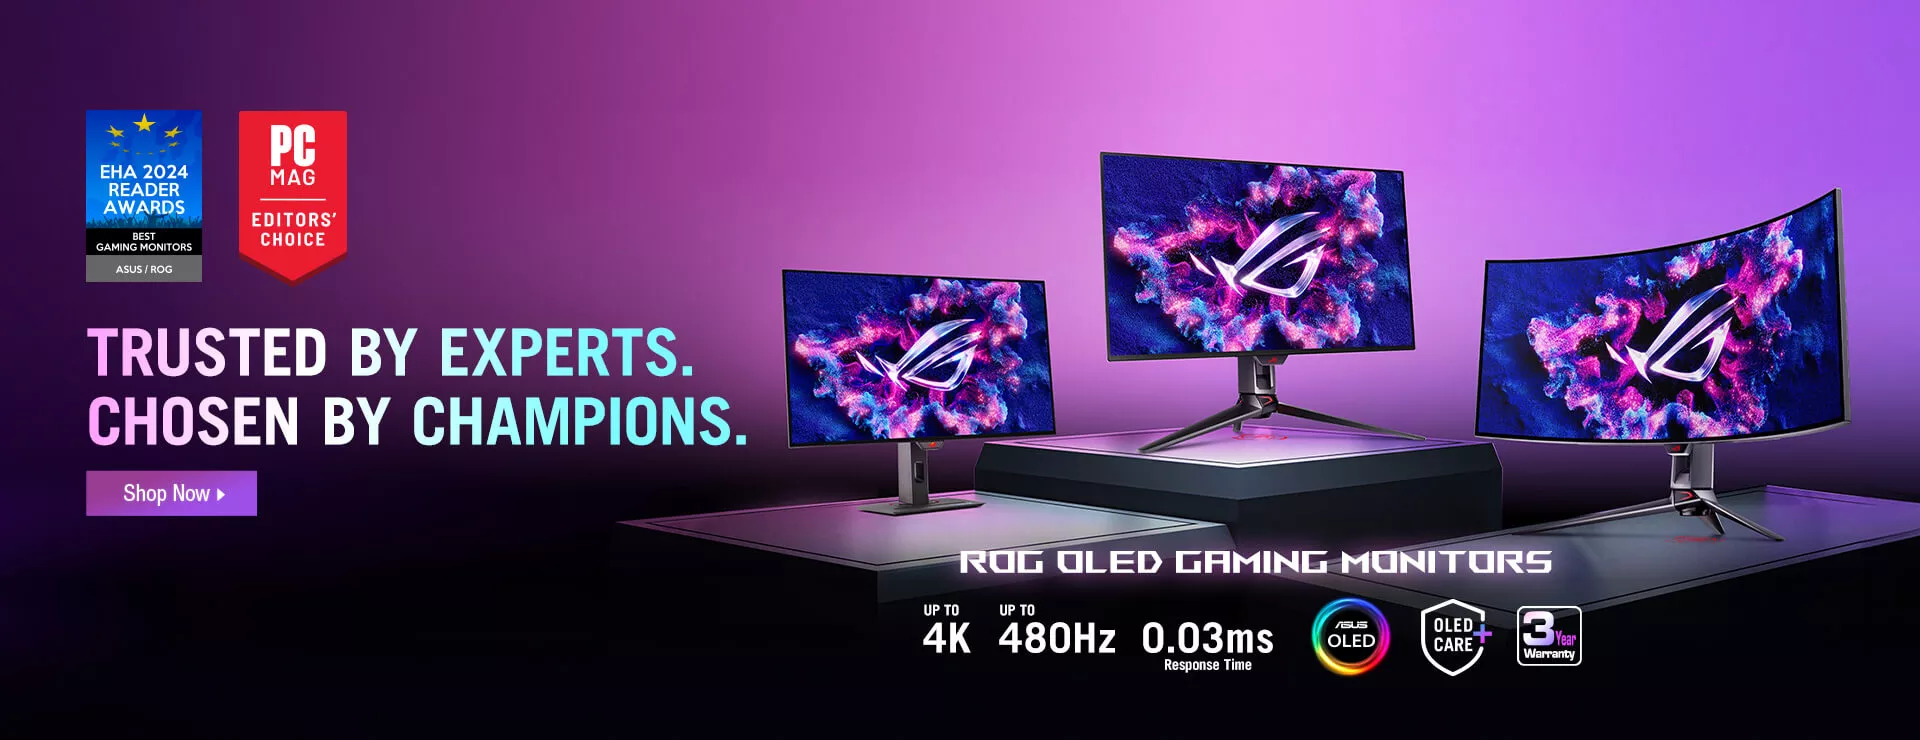 EHA 2024
READER
AWARDS
BEST
GAMING MONITORS
ASUS / ROG
PC
MAG
EDITORS'
CHOICE
TRUSTED BY EXPERTS.
CHOSEN BY CHAMPIONS.
Shop Now
ROG OLED GAMING MONITORS
UP TO
4K
UP TO
480Hz
0.03ms
Response Time
ASUS
OLED
OLED
CARE+
3 Year
Warranty